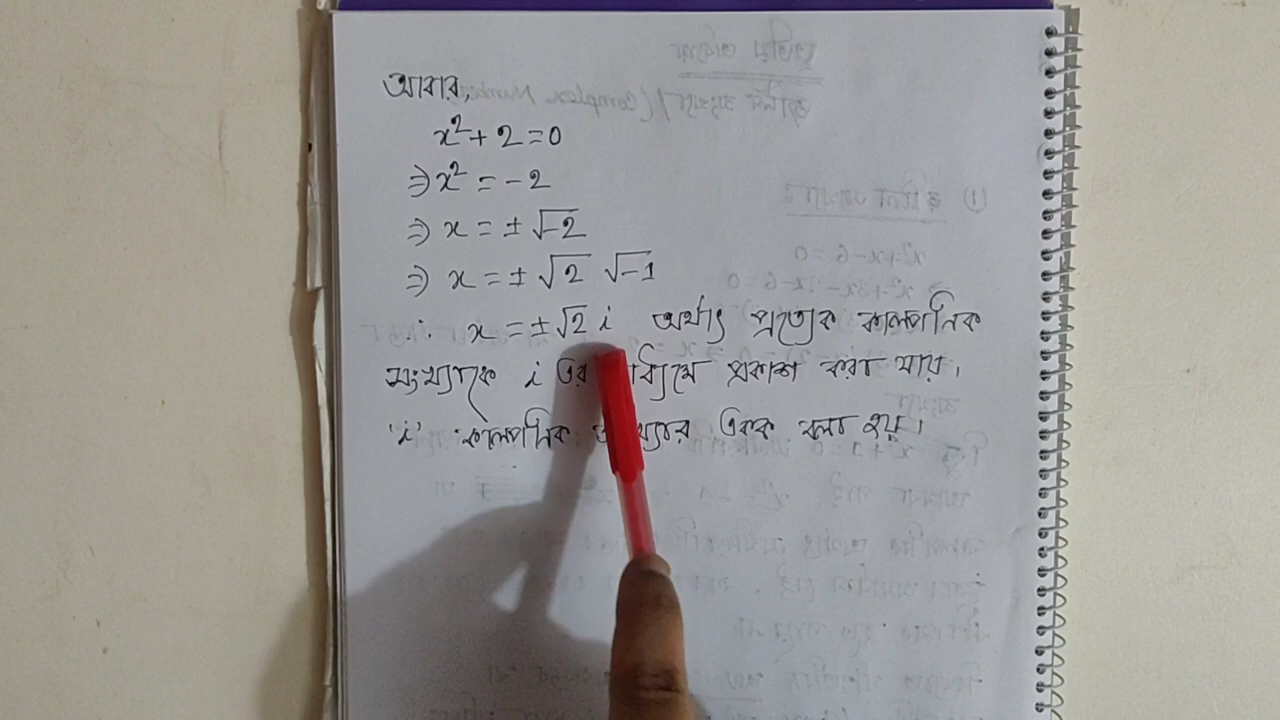 আবার,
x² + 2 = 0
⇒ x² = -2
⇒ x = ± √-2
⇒ x = ± √2 √-1
∴ x = ± √2 i অর্থাৎ প্রত্যেক কাল্পনিক
সংখ্যাকে i এর প্রকাশ করা যায়।
'i' কাল্পনিক একক বলা হয়।